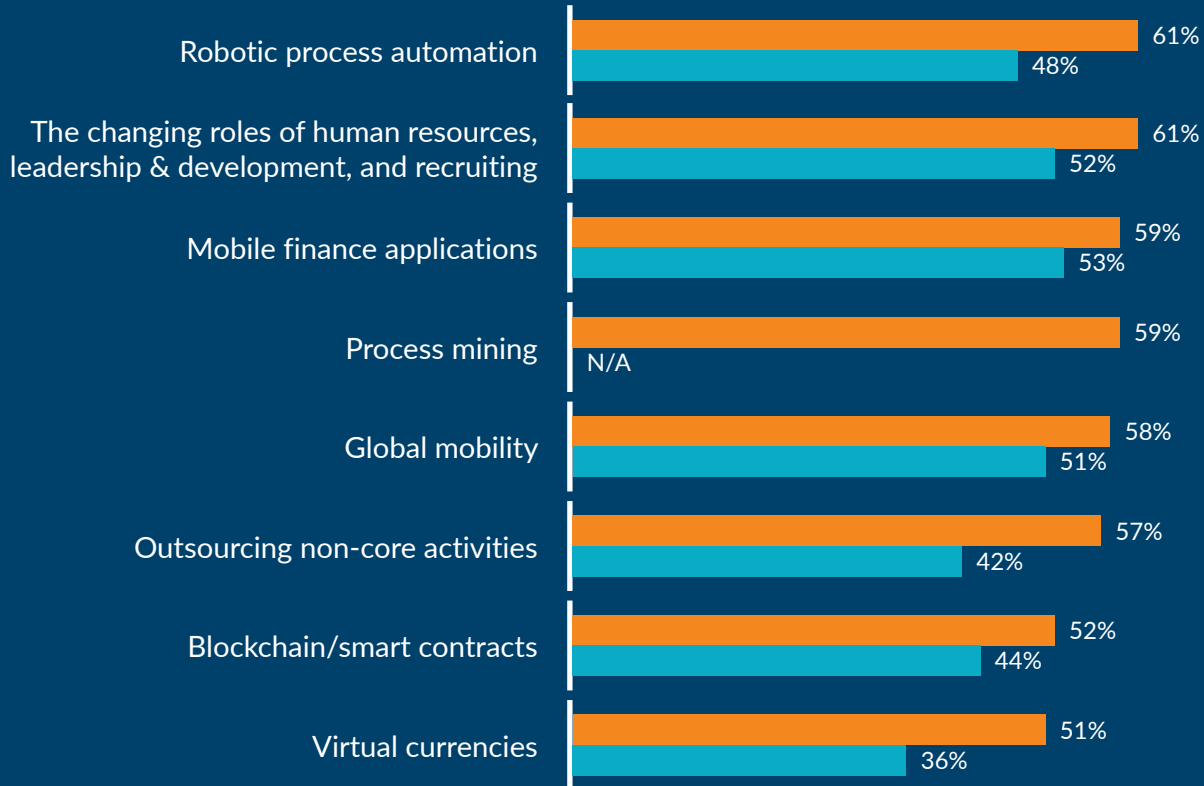 Robotic process automation
61%
48%
The changing roles of human resources,
leadership & development, and recruiting
61%
52%
Mobile finance applications
59%
53%
Process mining
59%
N/A
Global mobility
58%
51%
Outsourcing non-core activities
57%
42%
Blockchain/smart contracts
52%
44%
Virtual currencies
51%
36%